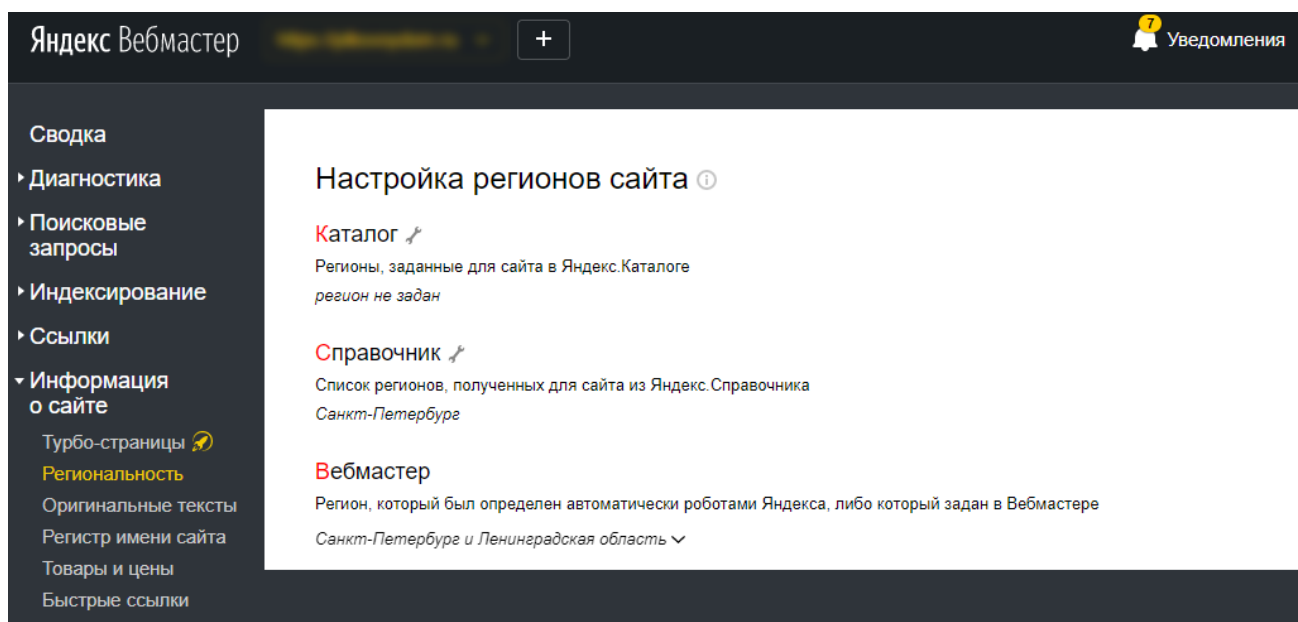 Яндекс Вебмастер
+
7
Уведомления
Сводка
Диагностика
Поисковые
запросы
Индексирование
Ссылки
Информация
о сайте
Турбо-страницы
Региональность
Оригинальные тексты
Регистр имени сайта
Товары и цены
Быстрые ссылки
Настройка регионов сайта
Каталог
Регионы, заданные для сайта в Яндекс.Каталоге
регион не задан
Справочник
Список регионов, полученных для сайта из Яндекс.Справочника
Санкт-Петербург
Вебмастер
Регион, который был определен автоматически роботами Яндекса, либо который задан в Вебмастере
Санкт-Петербург и Ленинградская область